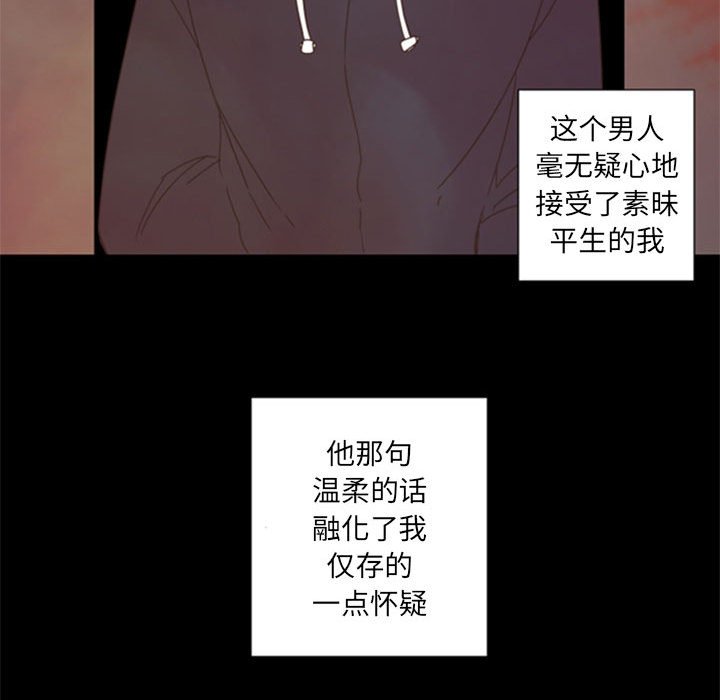 这个男人
毫无疑心地
接受了素昧
平生的我
他那句
温柔的话
融化了我
仅存的
一点怀疑